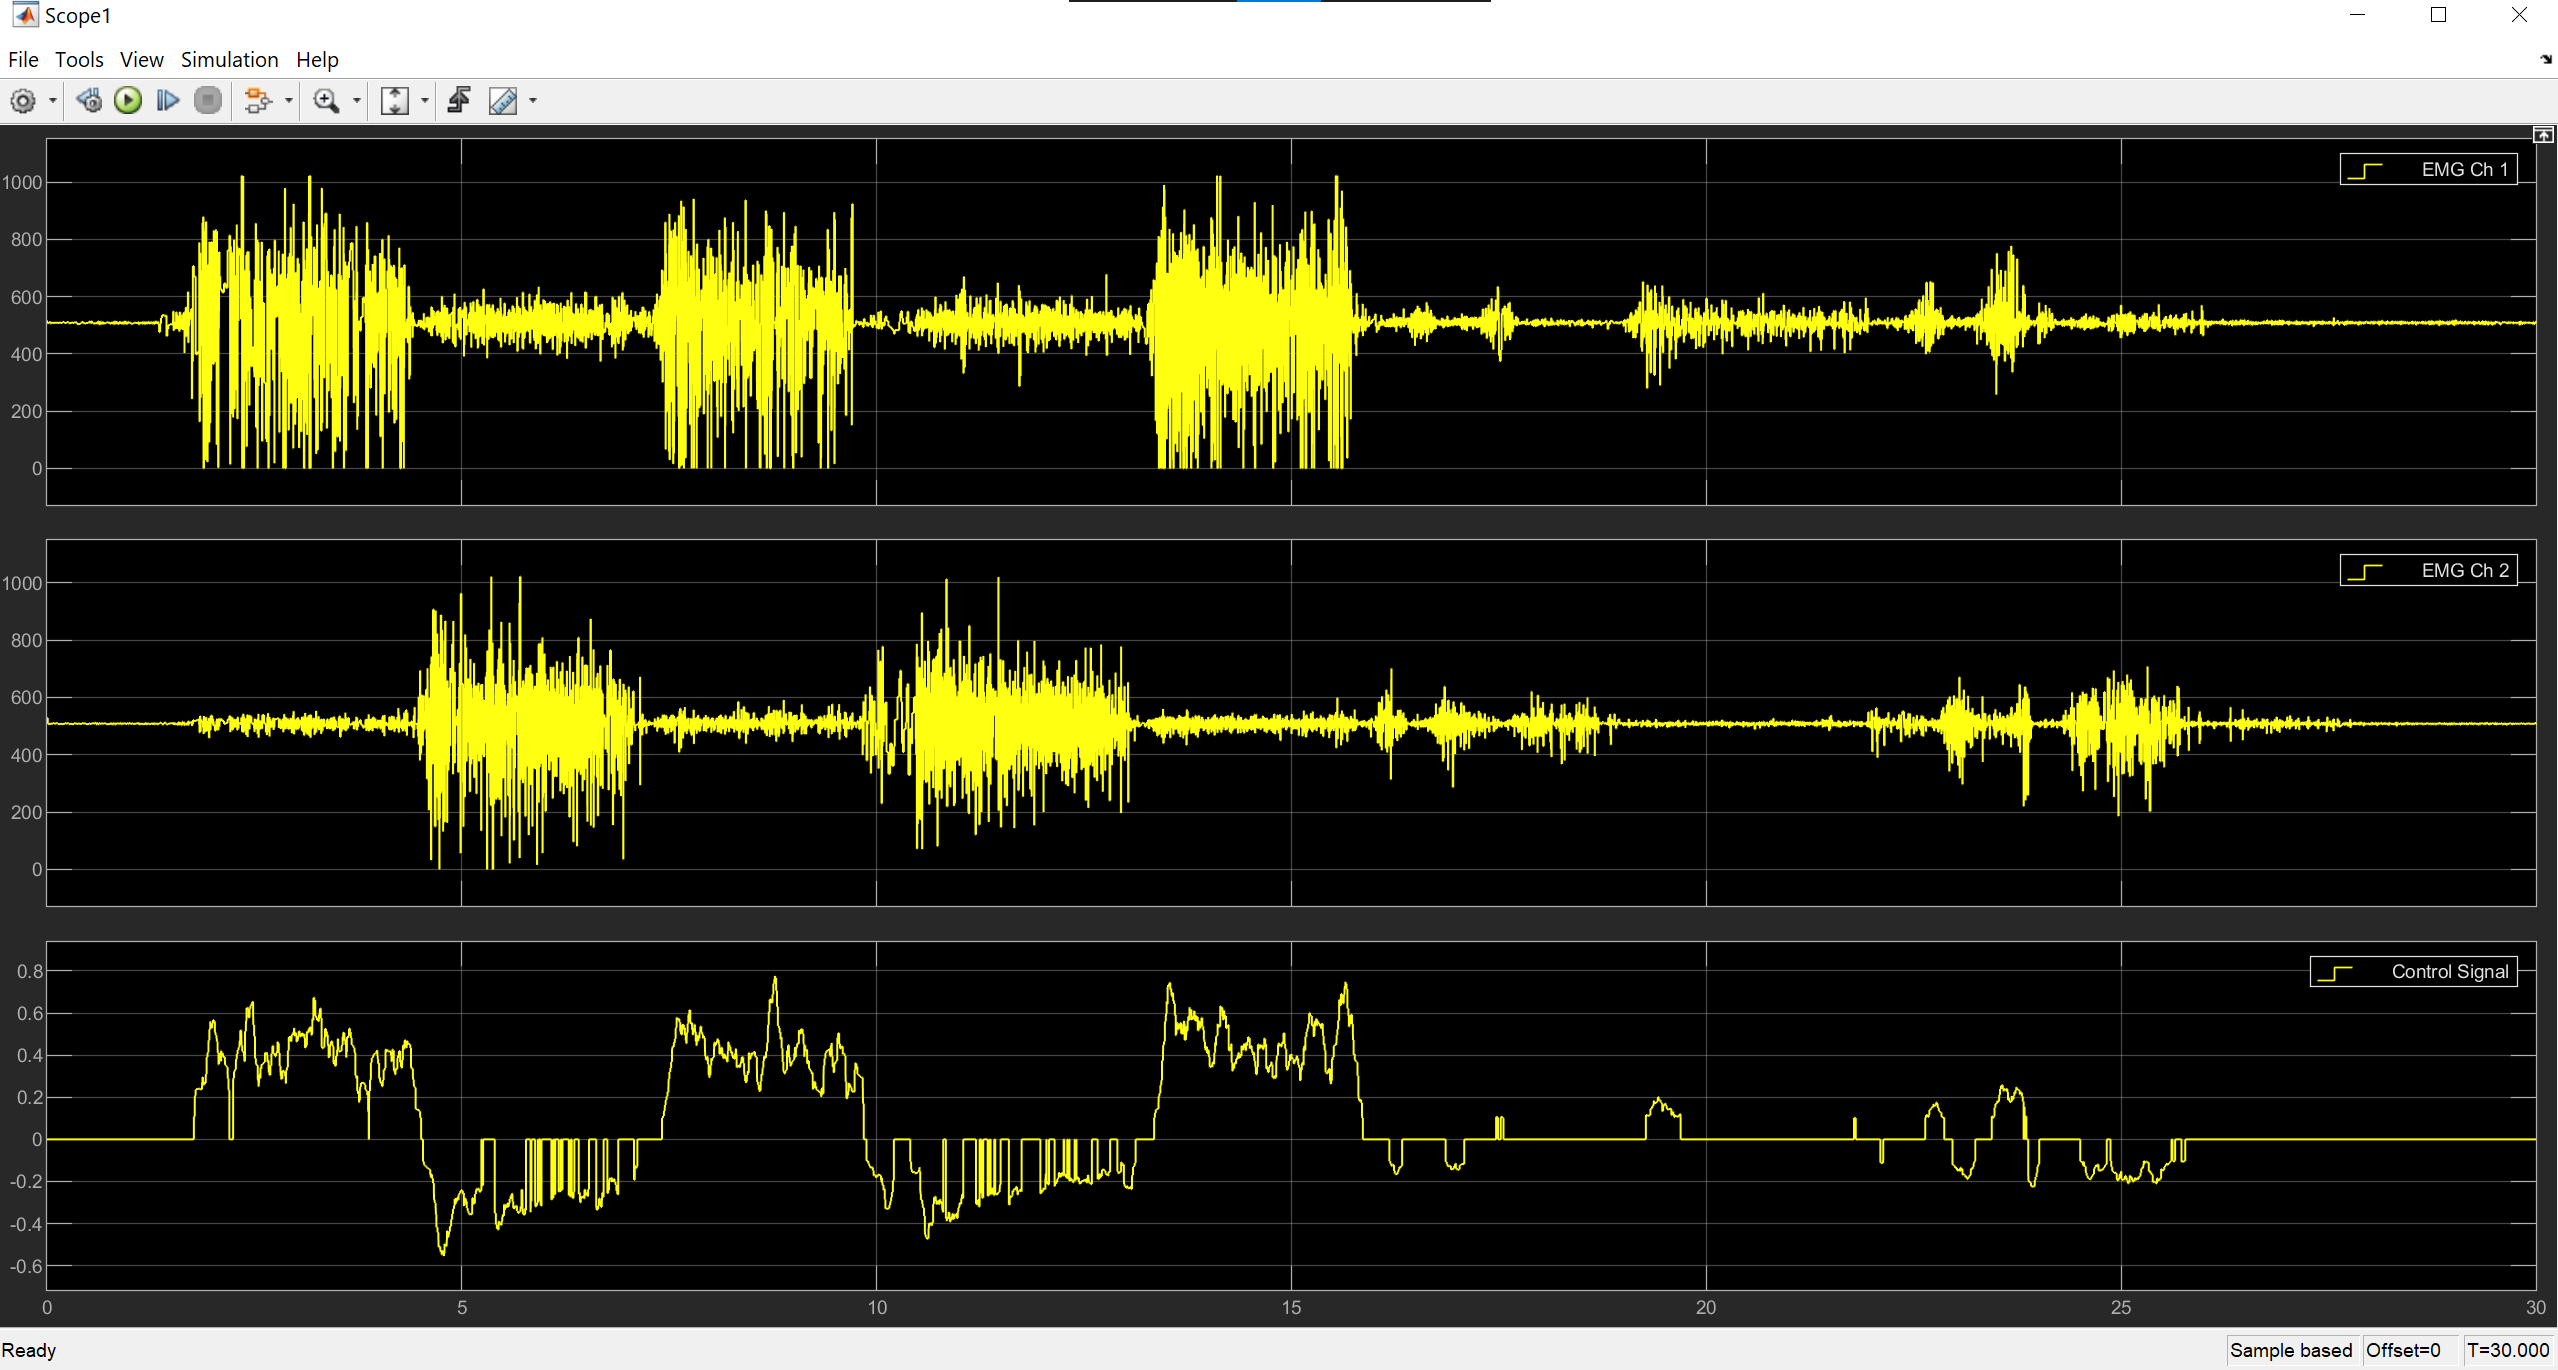 Scope1
File Tools View Simulation Help
EMG Ch 1
1000
800
600
400
200
0
EMG Ch 2
1000
800
600
400
200
0
Control Signal
0.8
0.6
0.4
0.2
0
-0.2
-0.4
-0.6
0 5 10 15 20 25 30
Ready Sample based Offset=0 T=30.000